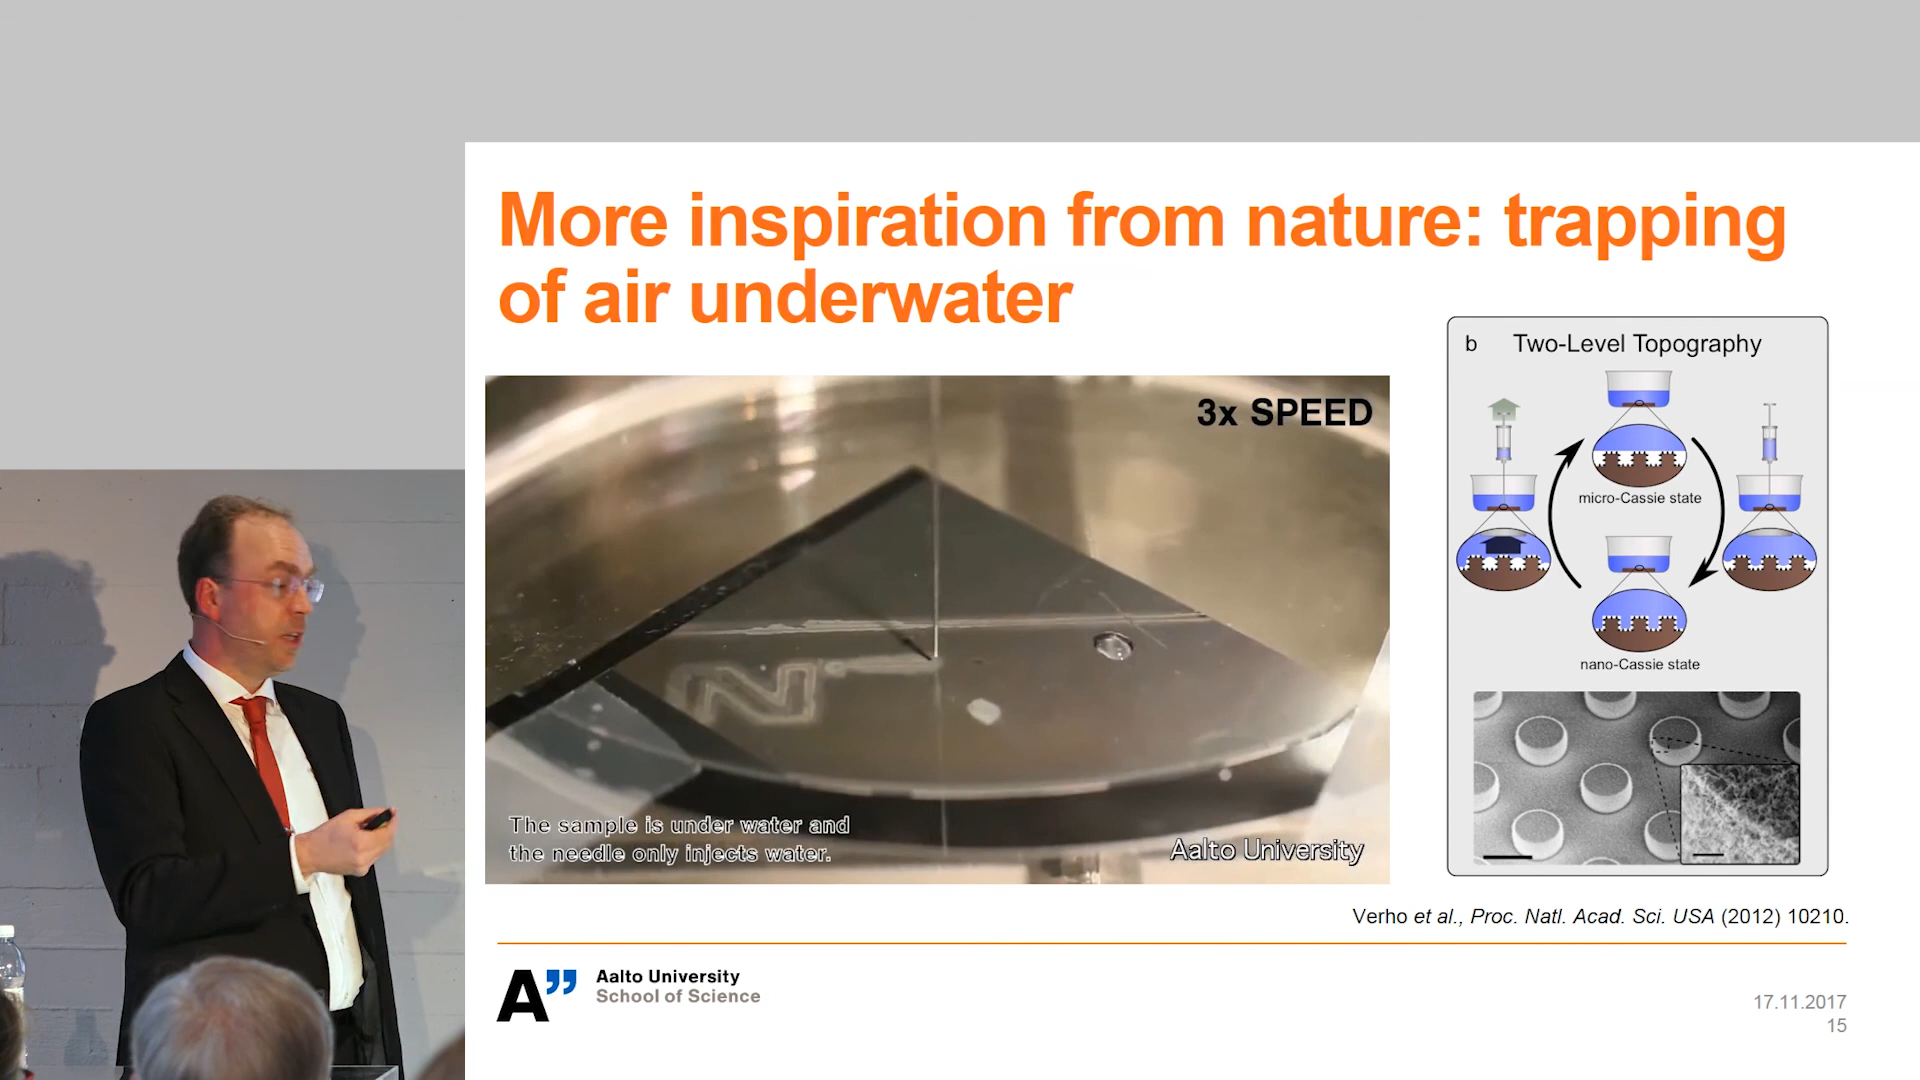 More inspiration from nature: trapping
of air underwater
3x SPEED
The sample is under water and
the needle only injects water.
Aalto University
b Two-Level Topography
micro-Cassie state
nano-Cassie state
Verho et al., Proc. Natl. Acad. Sci. USA (2012) 10210.
A”
Aalto University
School of Science
17.11.2017
15